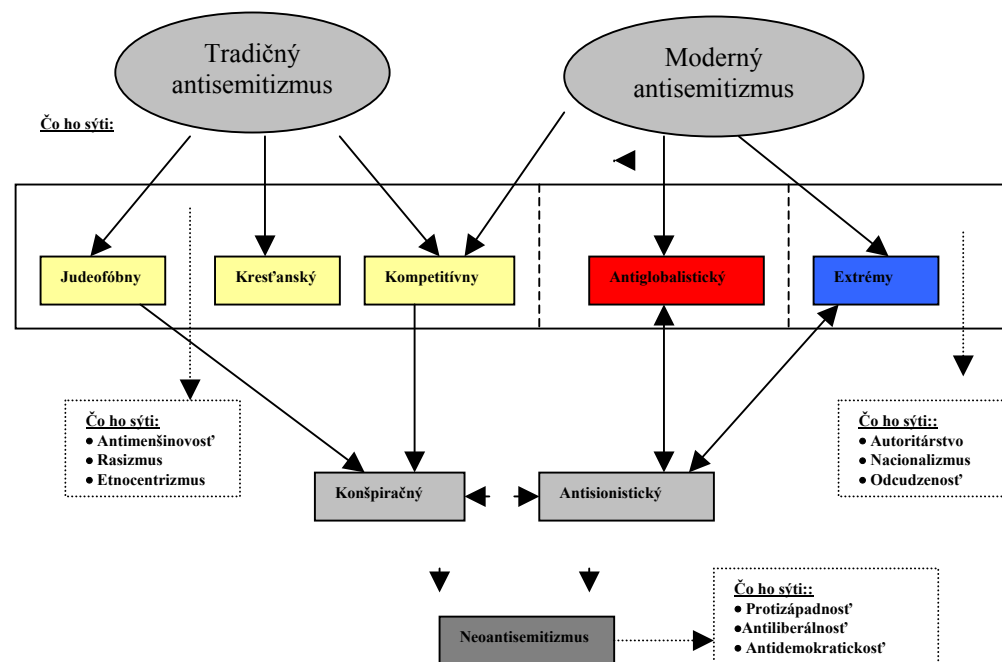 Tradičný
antisemitizmus
Moderný
antisemitizmus
Čo ho sýti:
Judeofóbny
Kresťanský
Kompetitívny
Antiglobalistický
Extrémy
Čo ho sýti:
• Antimenšinovosť
• Rasizmus
• Etnocentrizmus
Čo ho sýti::
• Autoritárstvo
• Nacionalizmus
• Odcudzenosť
Konšpiračný
Antisionistický
Neoantisemitizmus
Čo ho sýti::
• Protizápadnosť
•Antiliberálnosť
• Antidemokratickosť